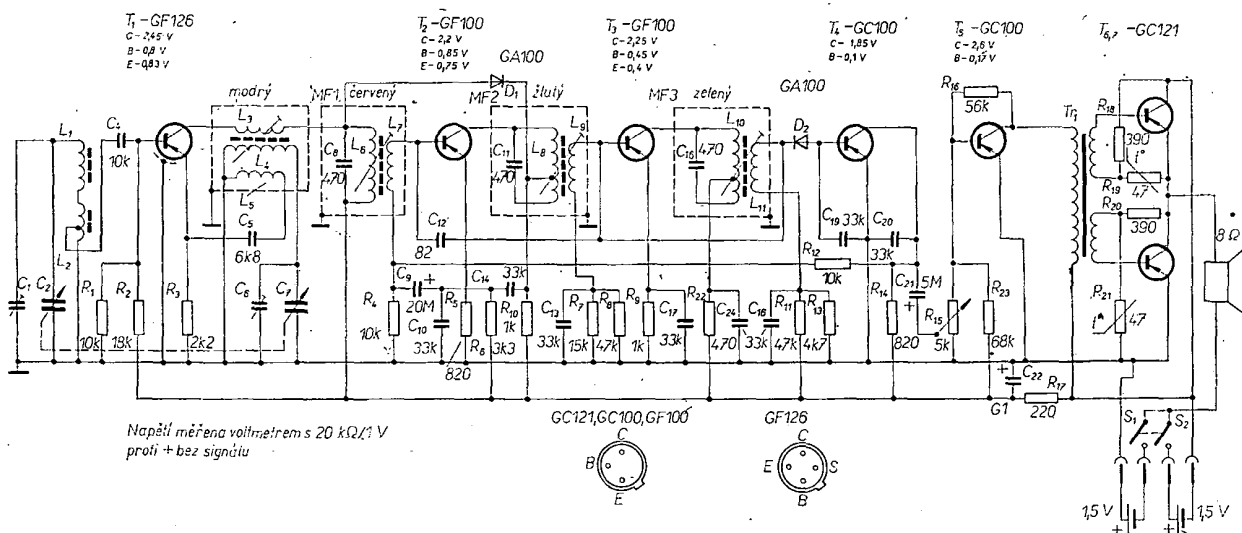 T₁ -GF126
C - 2,45 V
B - 0,8 V
E - 0,83 V
T₂ -GF100
C - 2,2 V
B - 0,85 V
E - 0,75 V
T₃ -GF100
C - 2,25 V
B - 0,45 V
E - 0,4 V
T₄ -GC100
C - 1,85 V
B - 0,1 V
T₅ -GC100
C - 2,6 V
B - 0,17 V
T₆,₇ -GC121
GA100
D₁
GA100
D₂
modrý
MF1 červený
MF2 žlutý
MF3 zelený
L₁
L₂
L₃
L₄
L₅
L₆
L₇
L₈
L₉
L₁₀
L₁₁
10k
C₁
C₂
C₅
6k8
C₆
C₇
C₈
470
C₁₁
470
C₁₂
82
C₁₆
470
C₁₉
33k
C₂₀
33k
R₁
10k
R₂
18k
R₃
2k2
R₄
10k
C₉
20M
C₁₀
33k
R₅
820
R₆
3k3
C₁₄
33k
R₁₀
1k
C₁₃
33k
R₇
15k
R₈
47k
R₉
1k
C₁₇
33k
R₂₂
470
C₂₄
33k
C₁₆
47k
R₁₁
4k7
R₁₃
R₁₂
10k
R₁₄
820
C₂₁
5M
R₁₅
5k
R₂₃
68k
R₁₆
56k
C₂₂
G1
R₁₇
220
R₁₈
390
R₁₉
47
R₂₀
390
R₂₁
47
8 Ω
S₁
S₂
1,5 V
1,5 V
Napětí měřena voltmetrem s 20 kΩ/1 V
proti + bez signálu
GC121,GC100,GF100
C
B
E
GF126
C
E
S
B